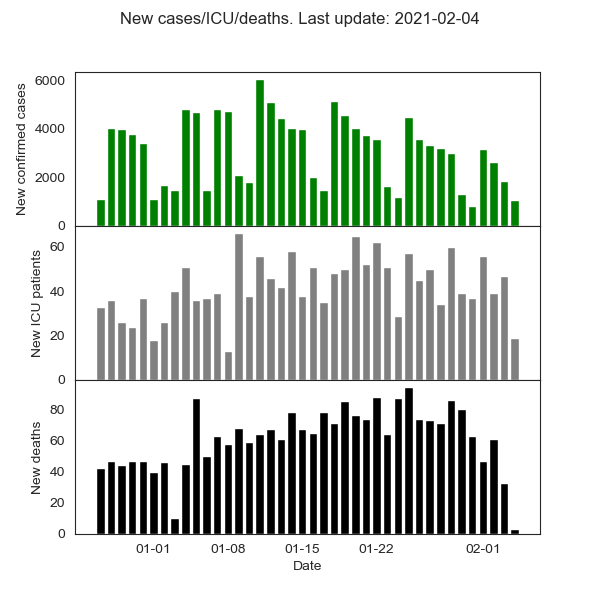 New cases/ICU/deaths. Last update: 2021-02-04
New confirmed cases
6000
4000
2000
0
New ICU patients
60
40
20
0
New deaths
80
60
40
20
0
01-01 01-08 01-15 01-22 02-01
Date